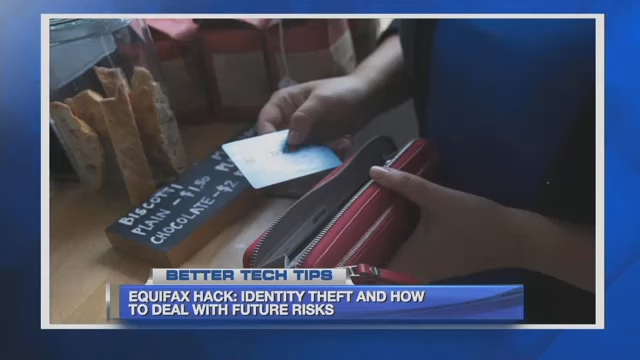 BISCOTTI
PLAIN - $1.50
CHOCOLATE - $2
BETTER TECH TIPS
EQUIFAX HACK: IDENTITY THEFT AND HOW
TO DEAL WITH FUTURE RISKS